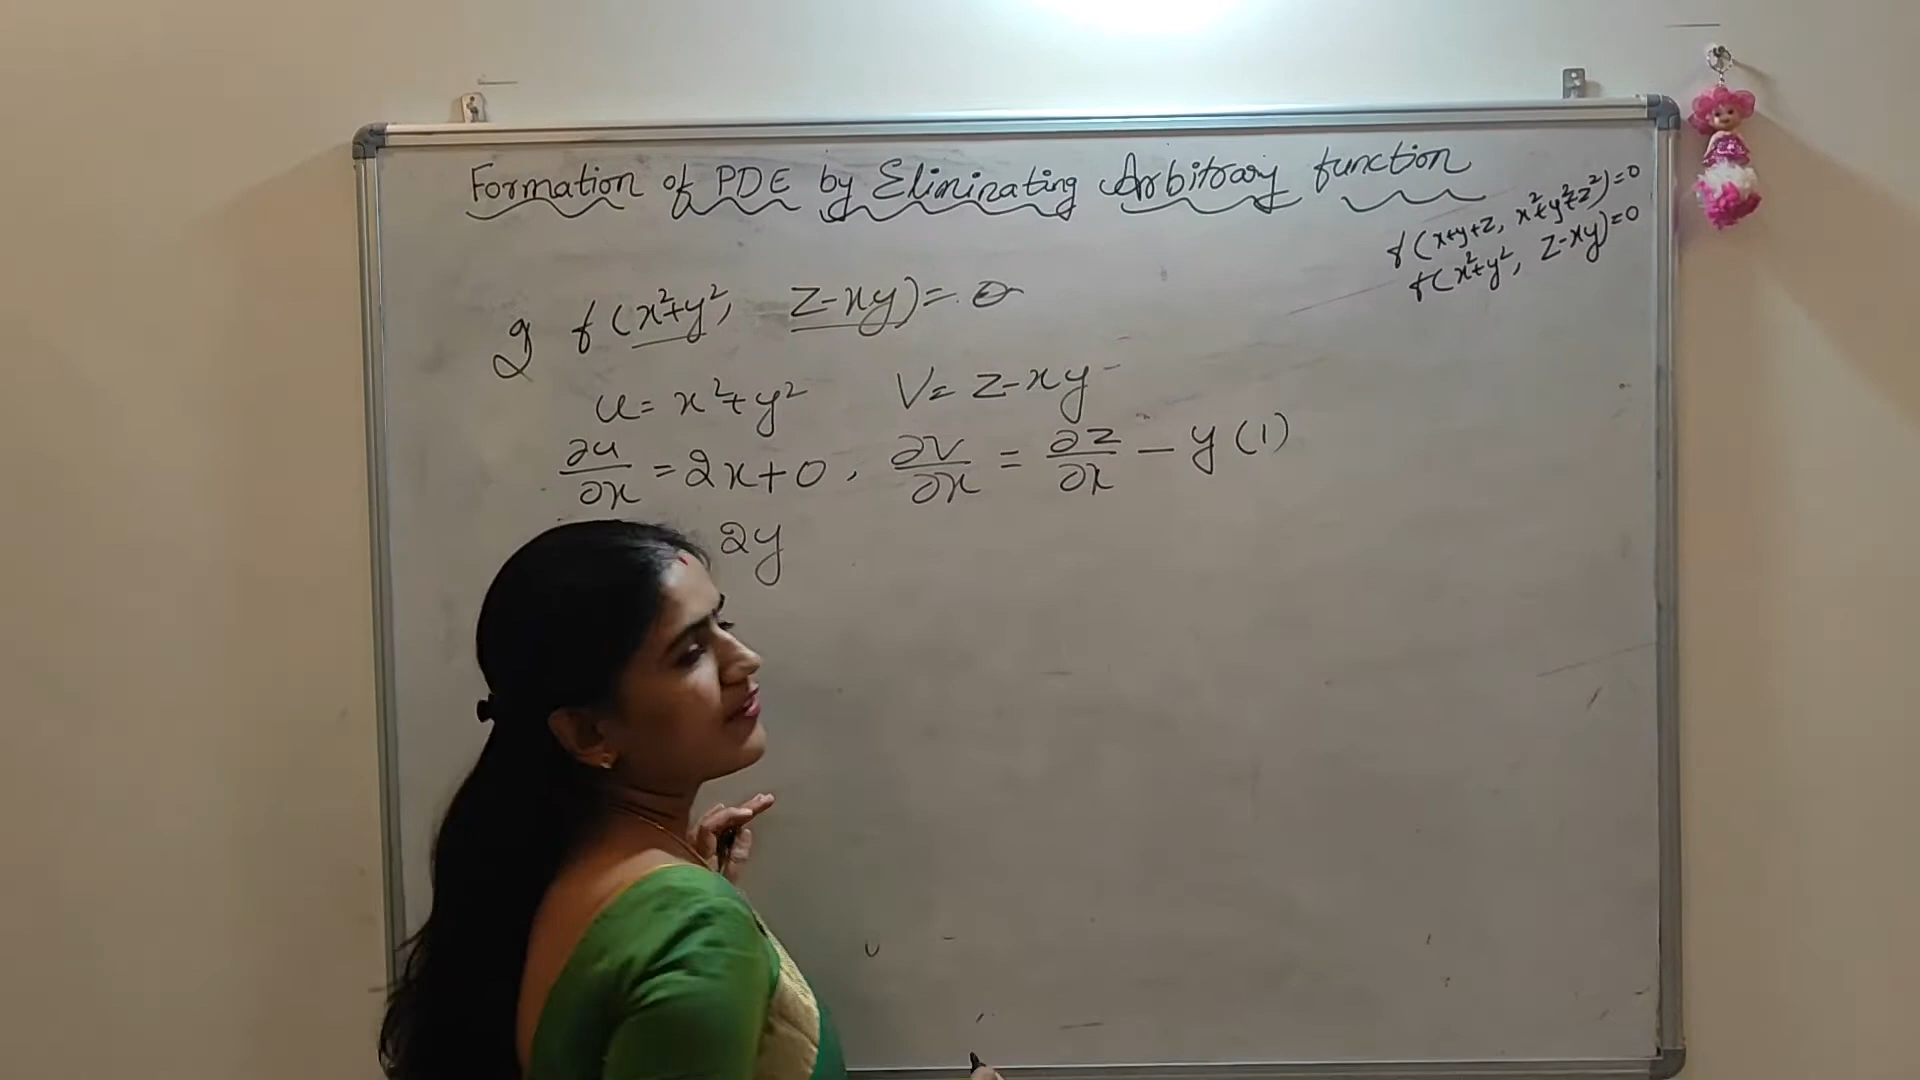 Formation of PDE by Eliminating Arbitrary function
f(x+y+z, x²+y²+z²)=0
f(x²+y², z-xy)=0
2) f(x²+y², z-xy)=0
u= x²+y² V= z-xy
∂u/∂x = 2x+0, ∂V/∂x = ∂z/∂x - y(1)
2y